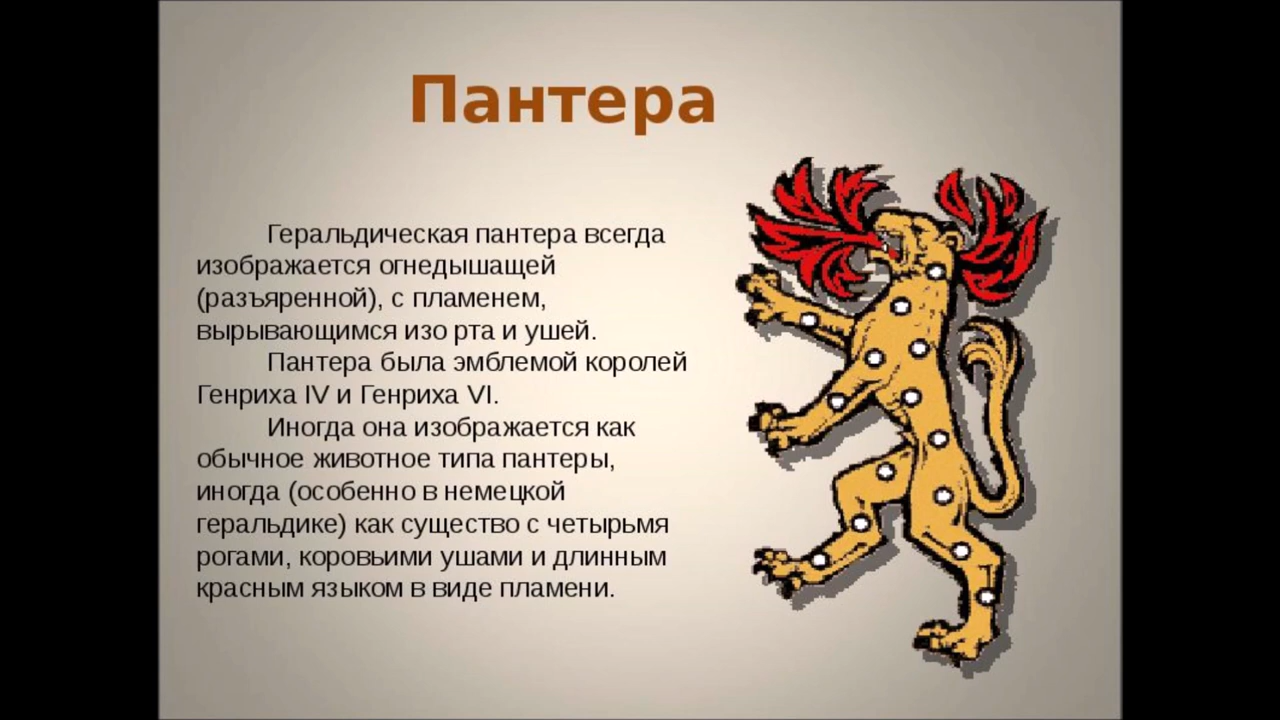 Пантера
Геральдическая пантера всегда
изображается огнедышащей
(разъяренной), с пламенем,
вырывающимся изо рта и ушей.
Пантера была эмблемой королей
Генриха IV и Генриха VI.
Иногда она изображается как
обычное животное типа пантеры,
иногда (особенно в немецкой
геральдике) как существо с четырьмя
рогами, коровьими ушами и длинным
красным языком в виде пламени.